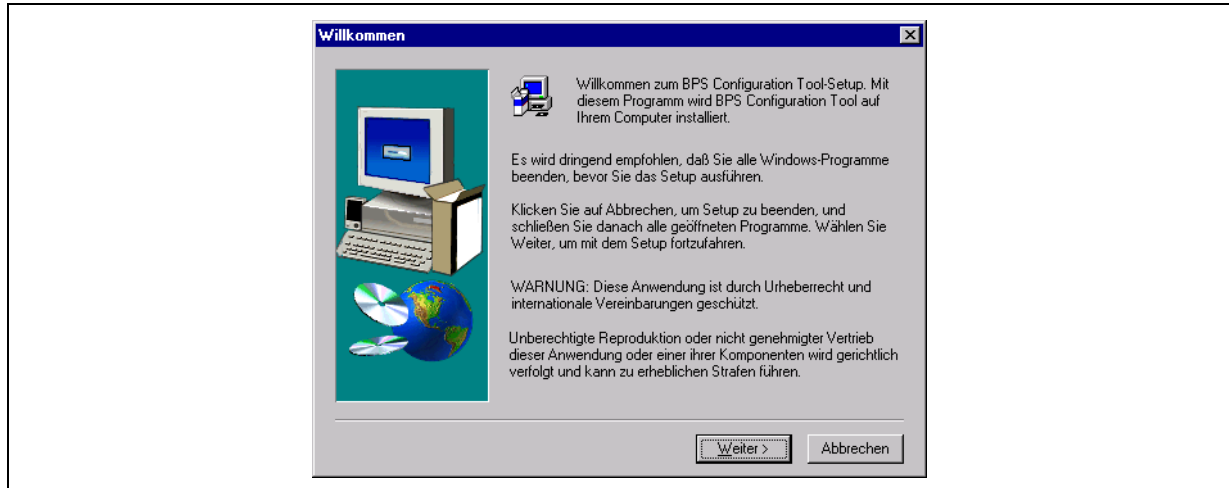 Willkommen
Willkommen zum BPS Configuration Tool-Setup. Mit
diesem Programm wird BPS Configuration Tool auf
Ihrem Computer installiert.
Es wird dringend empfohlen, daß Sie alle Windows-Programme
beenden, bevor Sie das Setup ausführen.
Klicken Sie auf Abbrechen, um Setup zu beenden, und
schließen Sie danach alle geöffneten Programme. Wählen Sie
Weiter, um mit dem Setup fortzufahren.
WARNUNG: Diese Anwendung ist durch Urheberrecht und
internationale Vereinbarungen geschützt.
Unberechtigte Reproduktion oder nicht genehmigter Vertrieb
dieser Anwendung oder einer ihrer Komponenten wird gerichtlich
verfolgt und kann zu erheblichen Strafen führen.
Weiter > Abbrechen